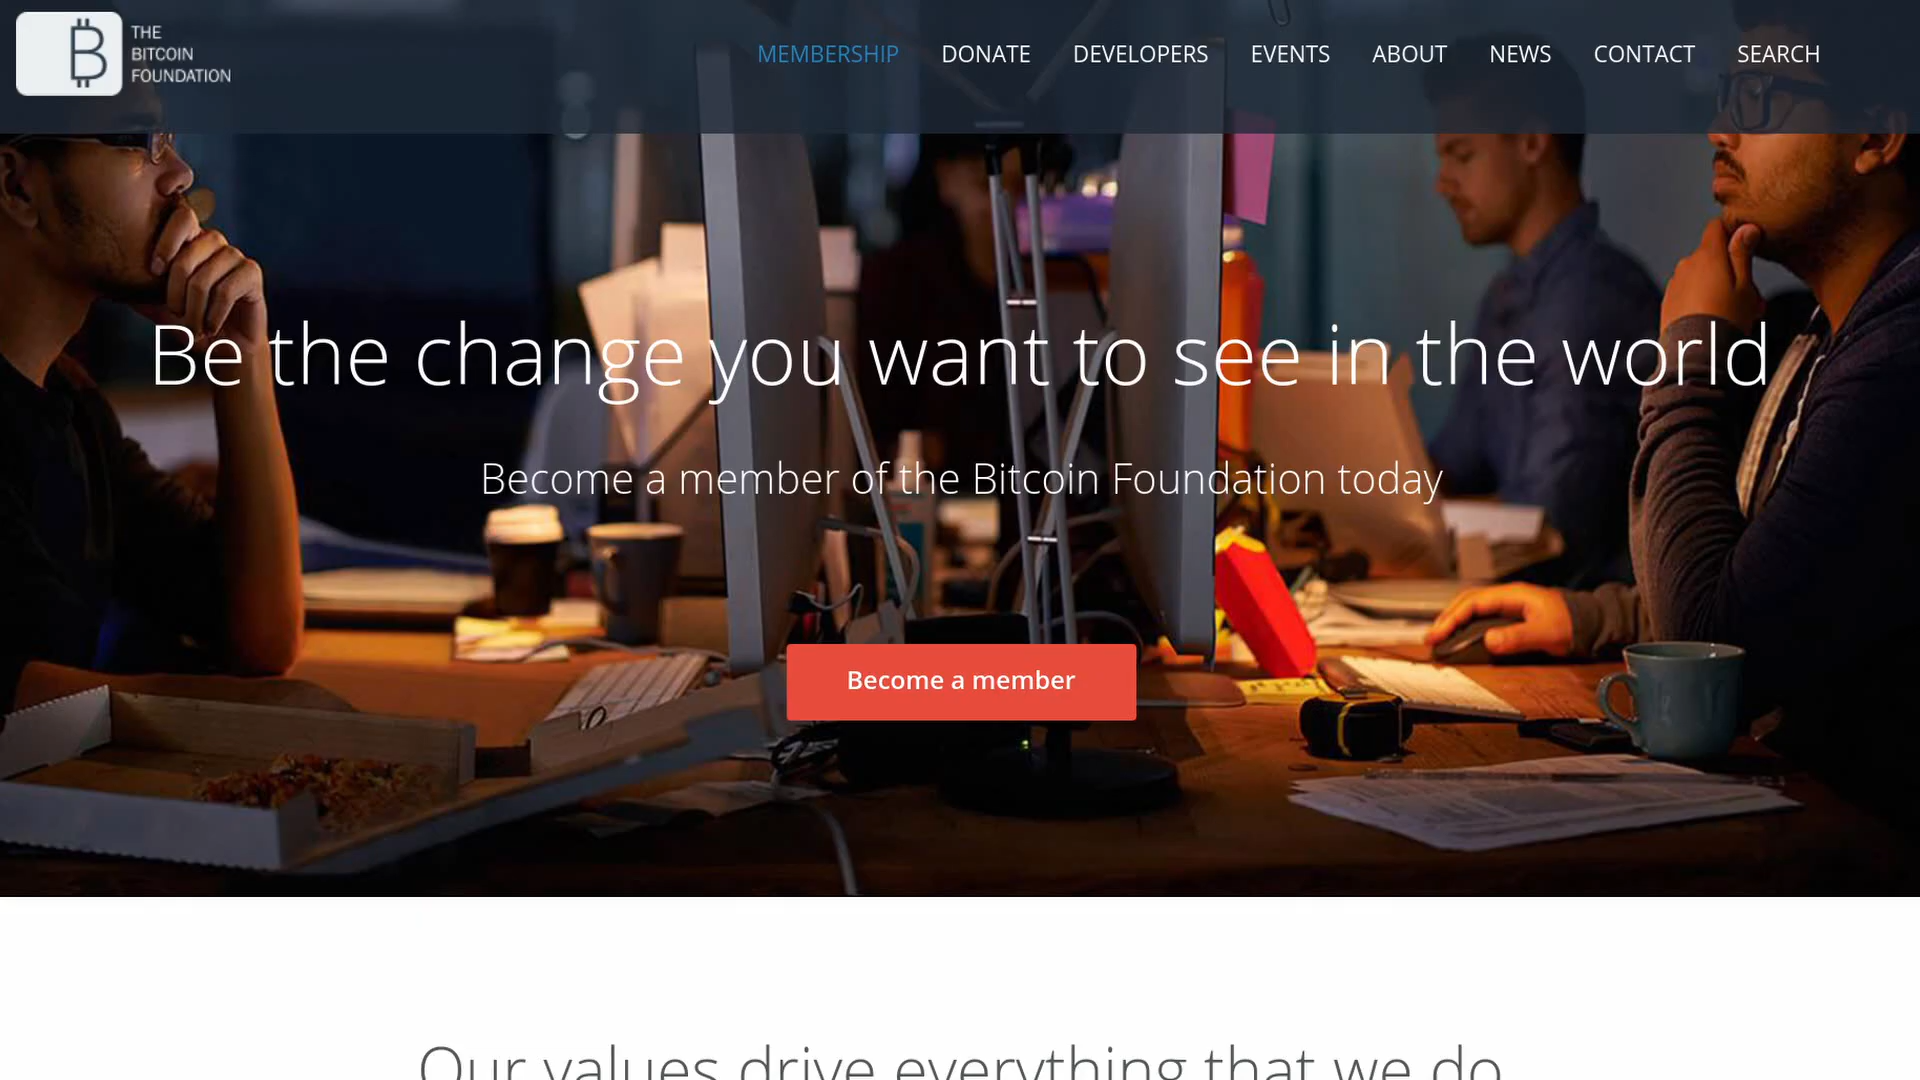 THE
BITCOIN
FOUNDATION
MEMBERSHIP DONATE DEVELOPERS EVENTS ABOUT NEWS CONTACT SEARCH
Be the change you want to see in the world
Become a member of the Bitcoin Foundation today
Become a member
Our values drive everything that we do